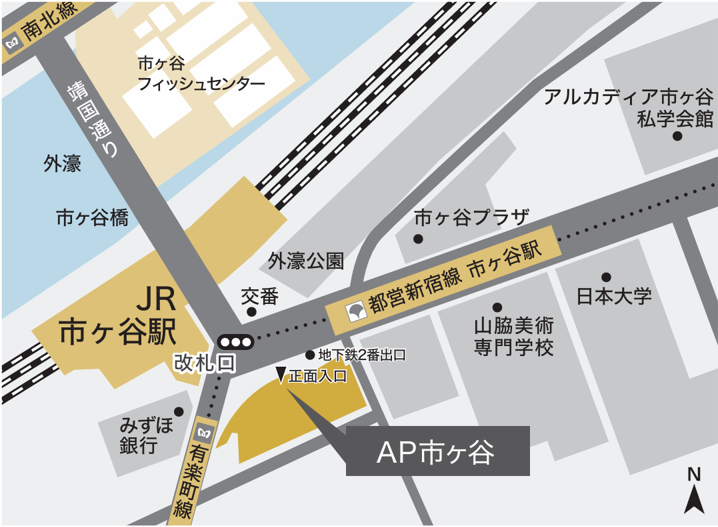 南北線
市ヶ谷
フィッシュセンター
靖国通り
アルカディア市ヶ谷
私学会館
外濠
市ヶ谷橋
市ヶ谷プラザ
外濠公園
都営新宿線 市ヶ谷駅
交番
日本大学
JR
市ヶ谷駅
山脇美術
専門学校
改札口
地下鉄2番出口
正面入口
みずほ
銀行
有楽町線
AP市ヶ谷
N